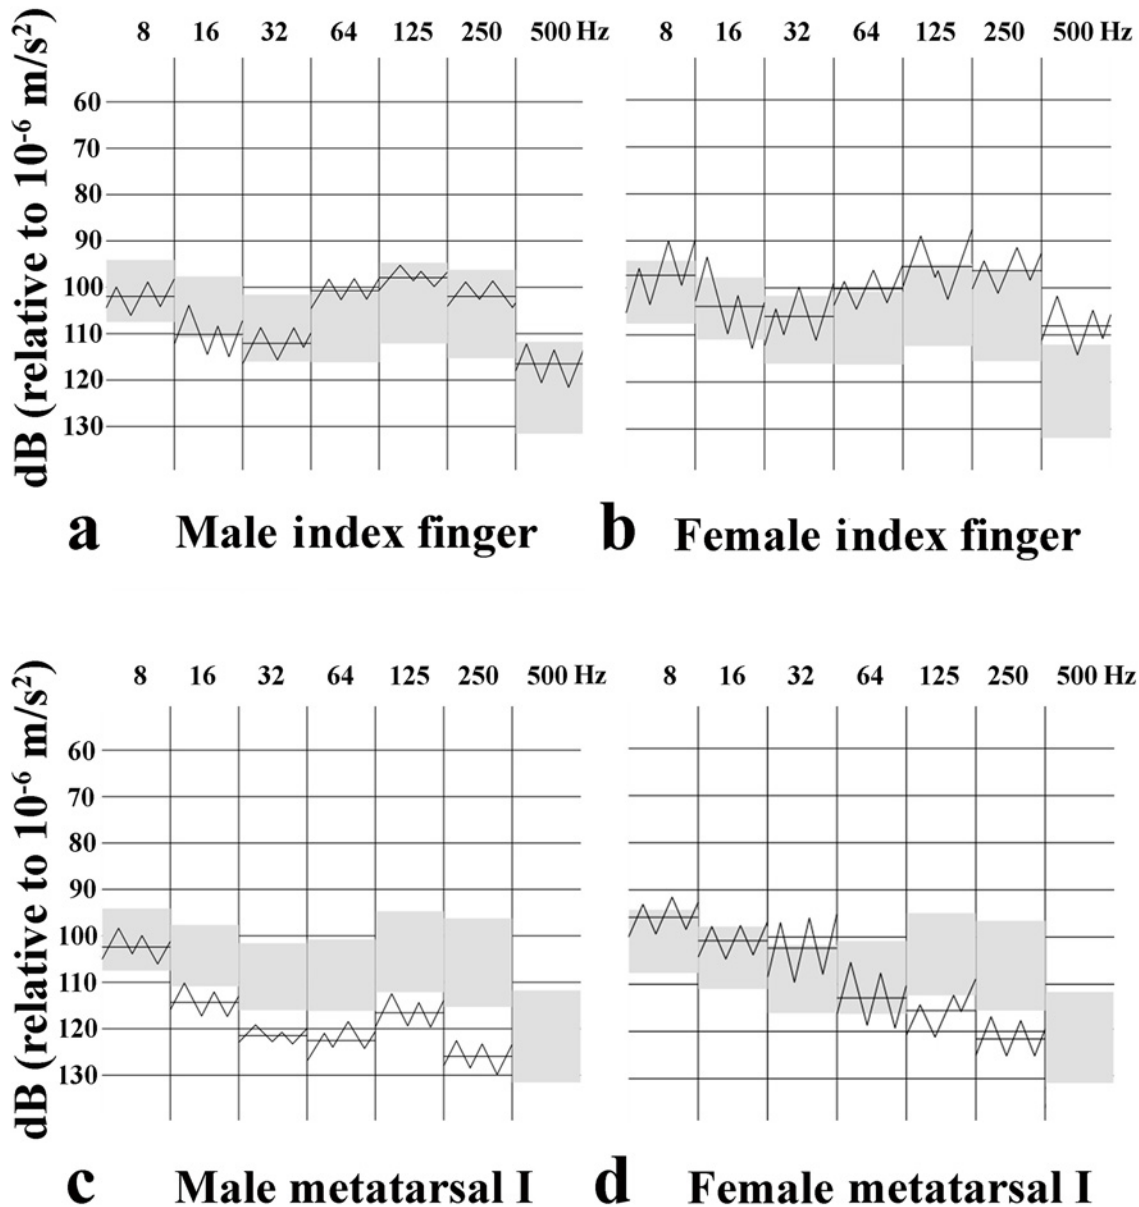 8 16 32 64 125 250 500 Hz
8 16 32 64 125 250 500 Hz
dB (relative to 10⁻⁶ m/s²)
60
70
80
90
100
110
120
130
a Male index finger
b Female index finger
8 16 32 64 125 250 500 Hz
8 16 32 64 125 250 500 Hz
dB (relative to 10⁻⁶ m/s²)
60
70
80
90
100
110
120
130
c Male metatarsal I
d Female metatarsal I